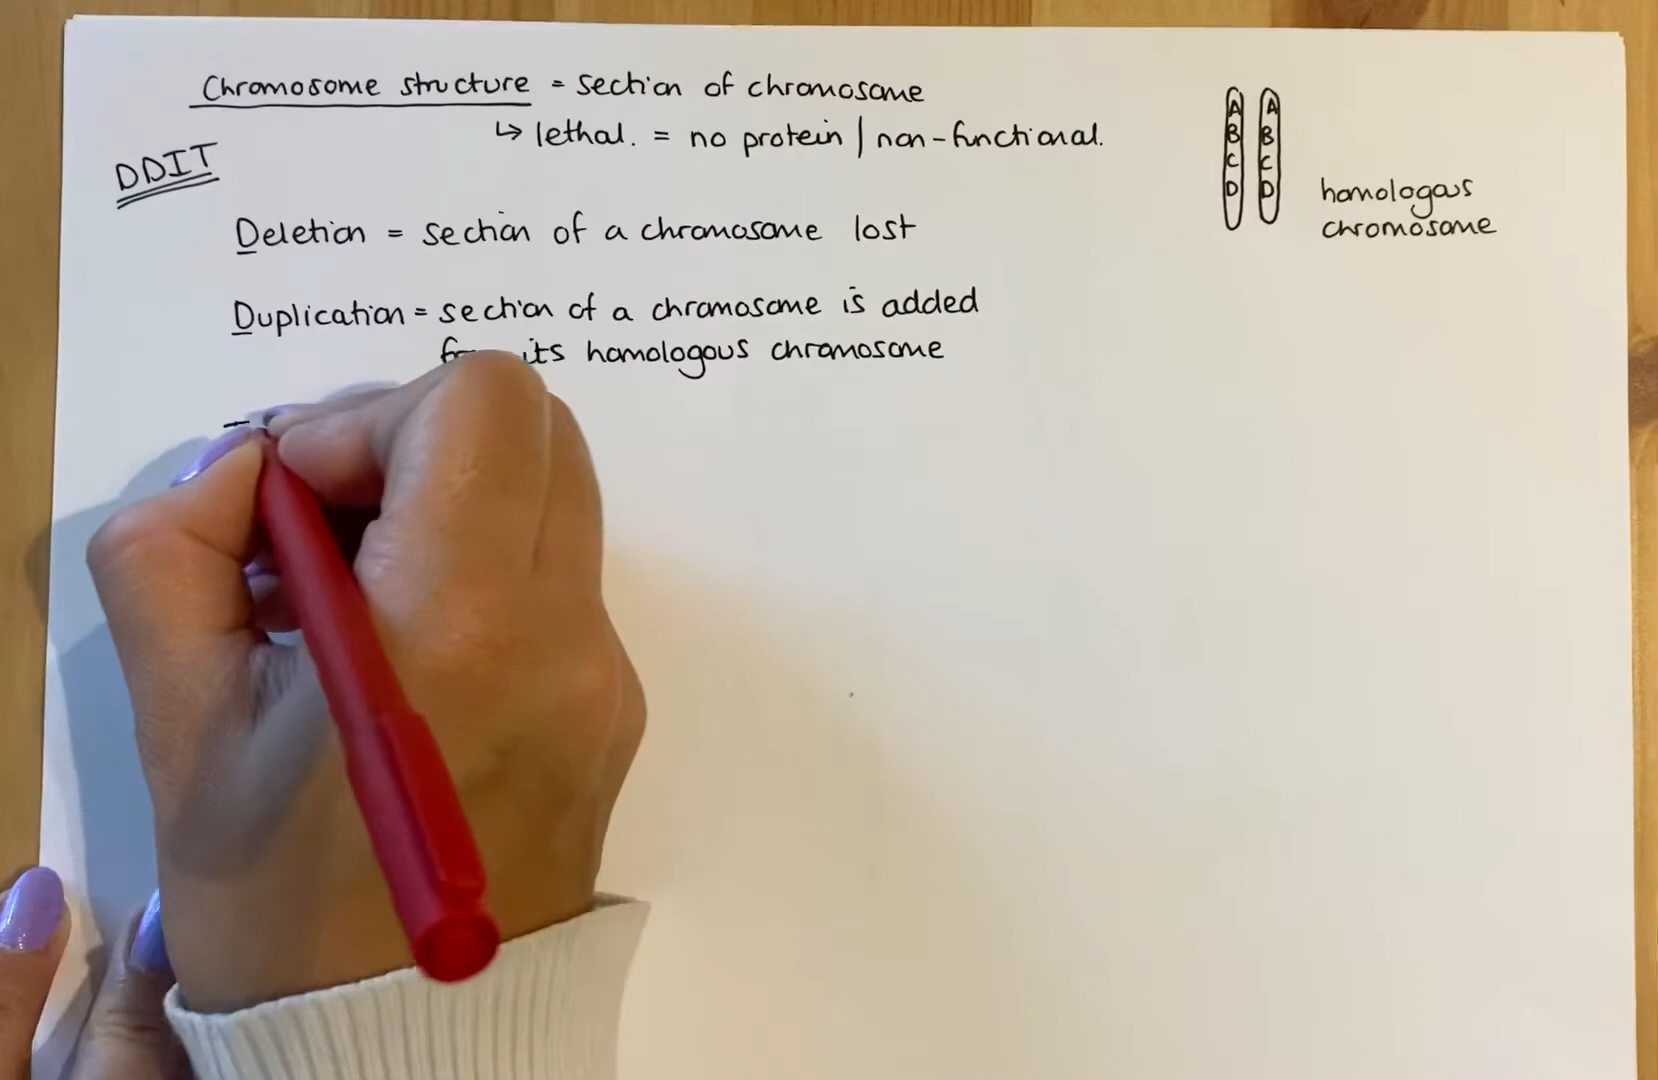 Chromosome structure = section of chromosome
↳ lethal. = no protein / non-functional.
DDIT
Deletion = section of a chromosome lost
Duplication = section of a chromosome is added
its homologous chromosome
A A
B B
C C
D D
homologous
chromosome